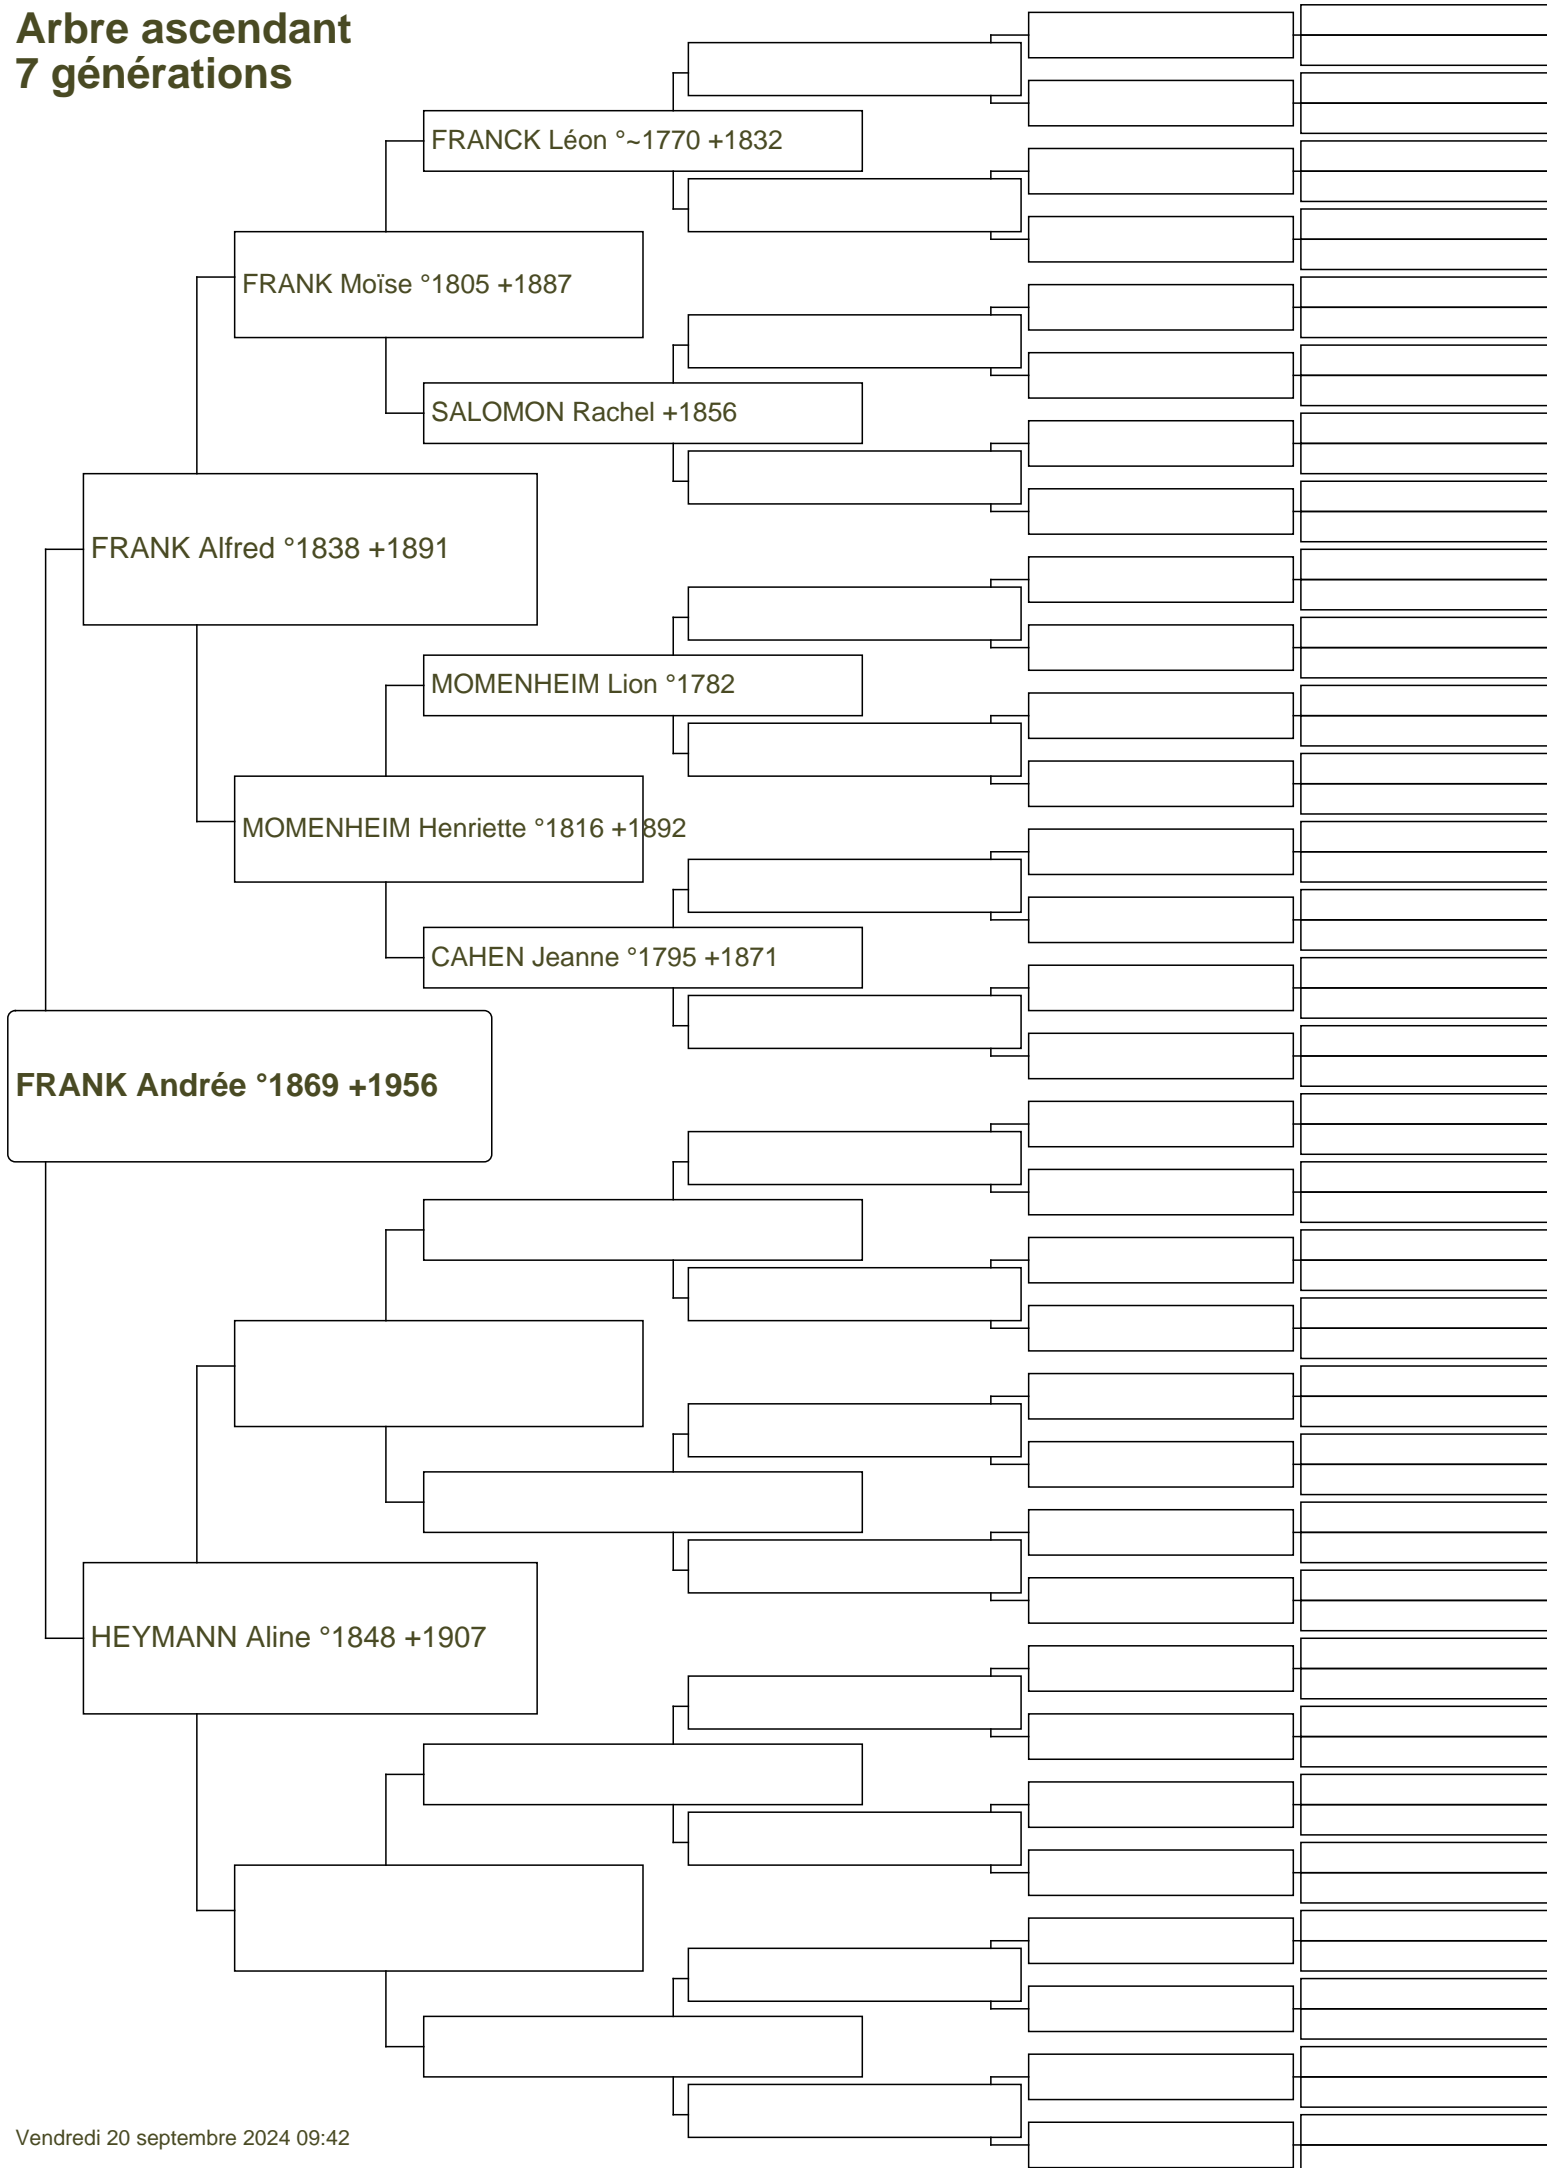 Arbre ascendant
7 générations
FRANCK Léon °~1770 +1832
FRANK Moïse °1805 +1887
SALOMON Rachel +1856
FRANK Alfred °1838 +1891
MOMENHEIM Lion °1782
MOMENHEIM Henriette °1816 +1892
CAHEN Jeanne °1795 +1871
FRANK Andrée °1869 +1956
HEYMANN Aline °1848 +1907
Vendredi 20 septembre 2024 09:42